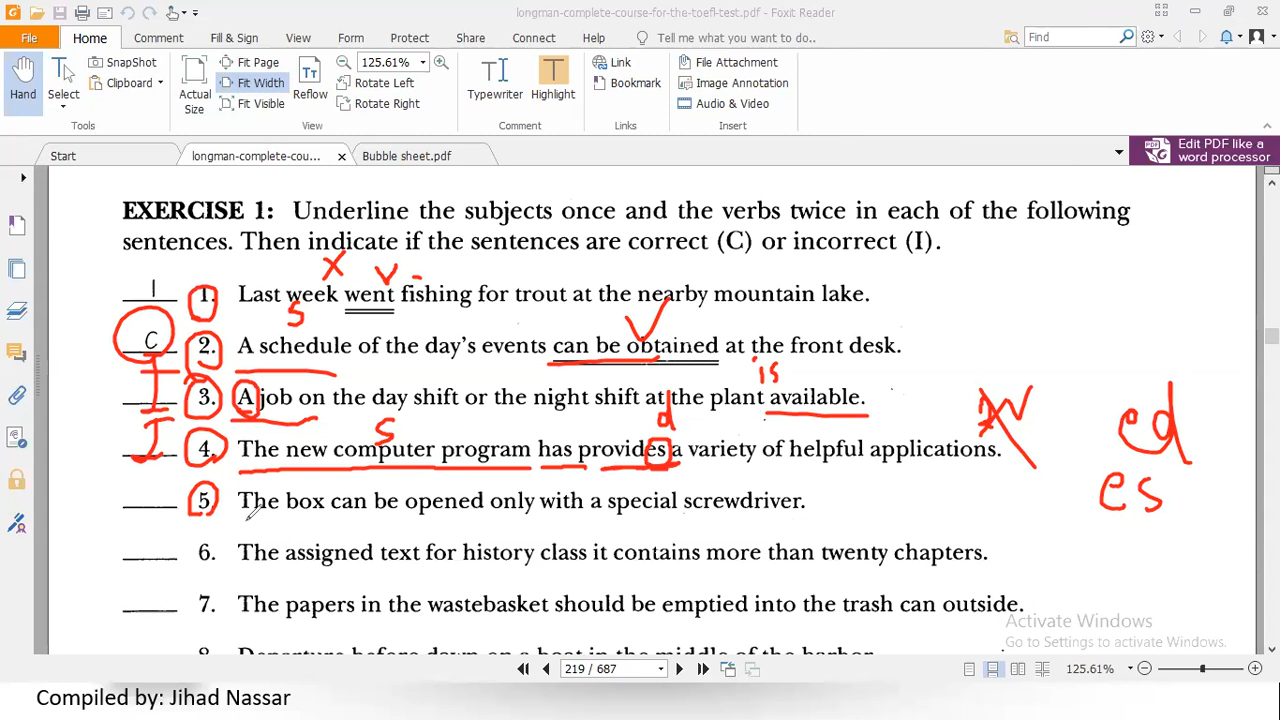 longman-complete-course-for-the-toefl-test.pdf - Foxit Reader
File Home Comment Fill & Sign View Form Protect Share Connect Help Tell me what you want to do.. Find
SnapShot Fit Page 125.61% Rotate Left Link File Attachment
Clipboard Fit Width Bookmark Image Annotation
Hand Select Actual Size Fit Visible Reflow Rotate Right Typewriter Highlight Audio & Video
Tools View Comment Links Insert
Start longman-complete-cou... Bubble sheet.pdf Edit PDF like a word processor
EXERCISE 1: Underline the subjects once and the verbs twice in each of the following
sentences. Then indicate if the sentences are correct (C) or incorrect (I).
X V
I 1. Last week went fishing for trout at the nearby mountain lake.
S
C 2. A schedule of the day's events can be obtained at the front desk.
is
I 3. A job on the day shift or the night shift at the plant available.
S d
I 4. The new computer program has provides a variety of helpful applications.
ed
es
5. The box can be opened only with a special screwdriver.
6. The assigned text for history class it contains more than twenty chapters.
7. The papers in the wastebasket should be emptied into the trash can outside.
Activate Windows
Go to Settings to activate Windows.
219 / 687 125.61%
Compiled by: Jihad Nassar